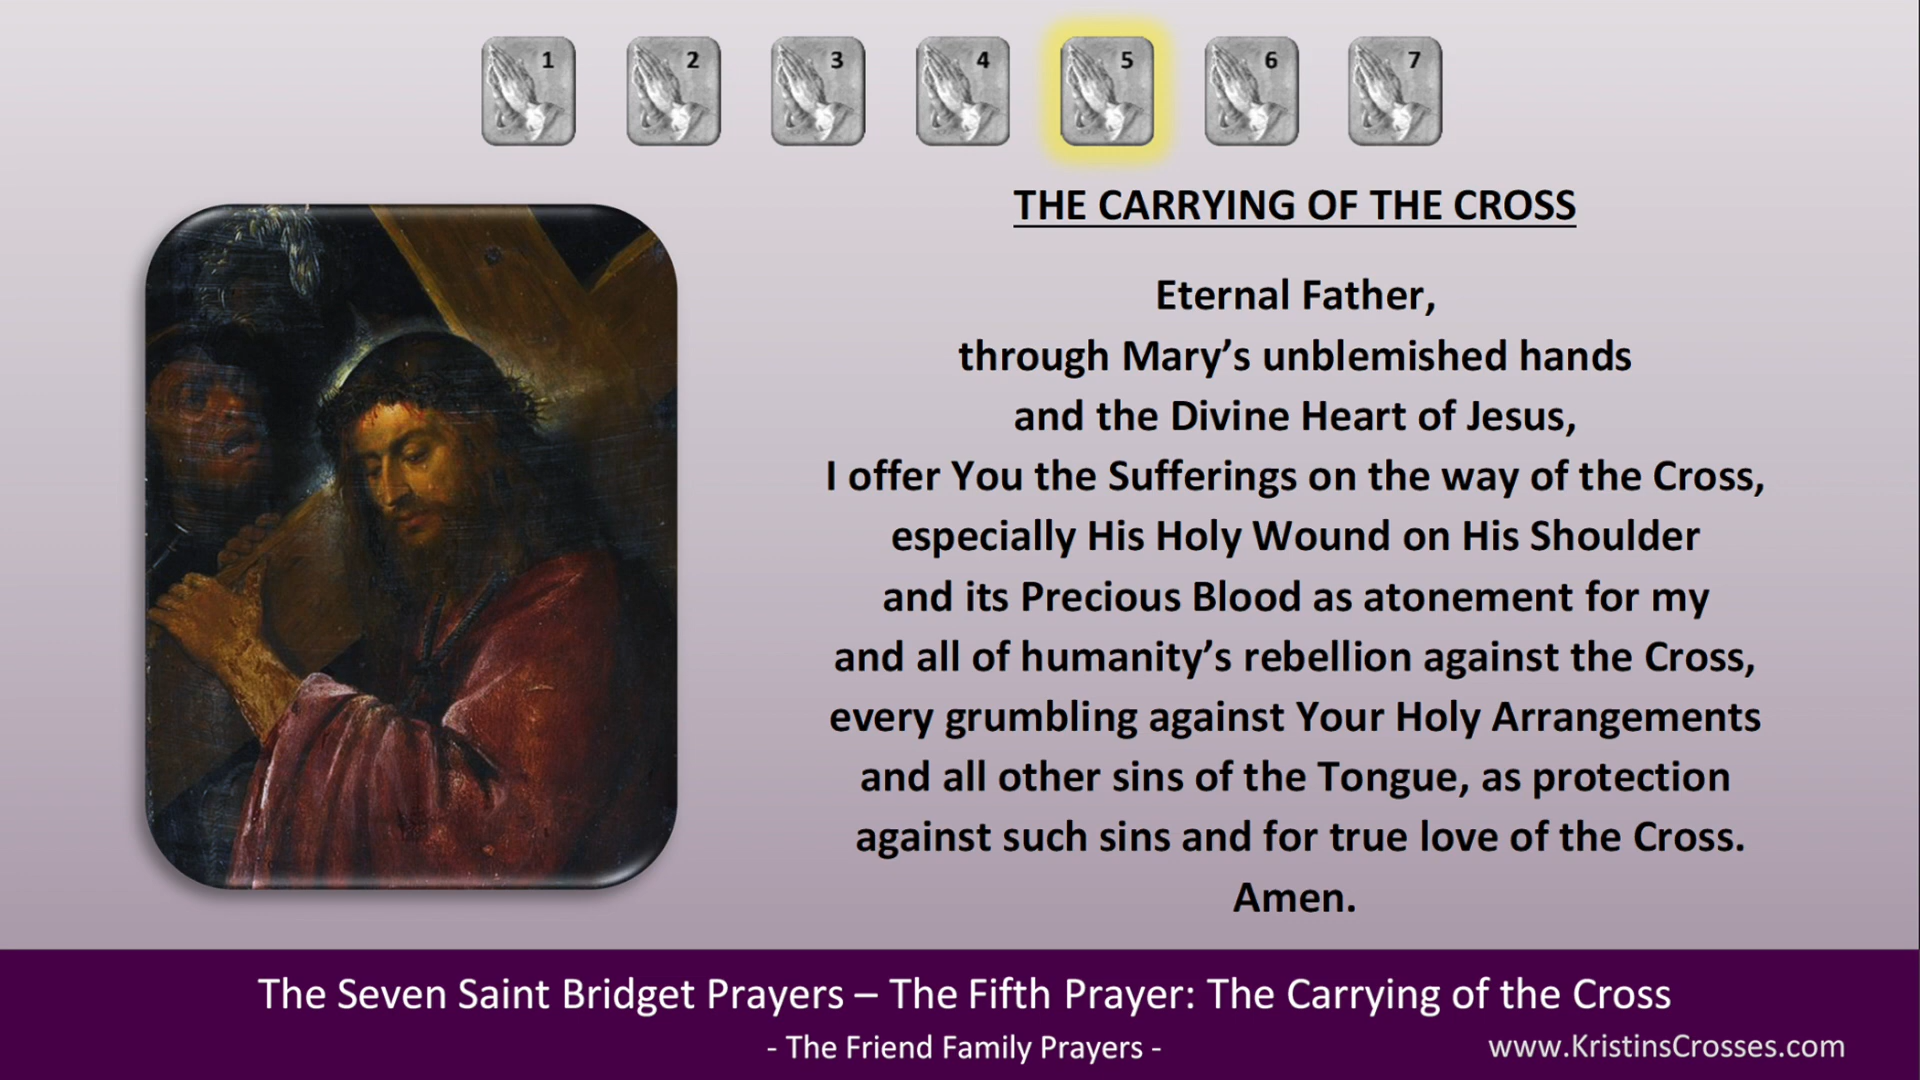 1 2 3 4 5 6 7
THE CARRYING OF THE CROSS
Eternal Father,
through Mary’s unblemished hands
and the Divine Heart of Jesus,
I offer You the Sufferings on the way of the Cross,
especially His Holy Wound on His Shoulder
and its Precious Blood as atonement for my
and all of humanity’s rebellion against the Cross,
every grumbling against Your Holy Arrangements
and all other sins of the Tongue, as protection
against such sins and for true love of the Cross.
Amen.
The Seven Saint Bridget Prayers – The Fifth Prayer: The Carrying of the Cross
- The Friend Family Prayers -
www.KristinsCrosses.com